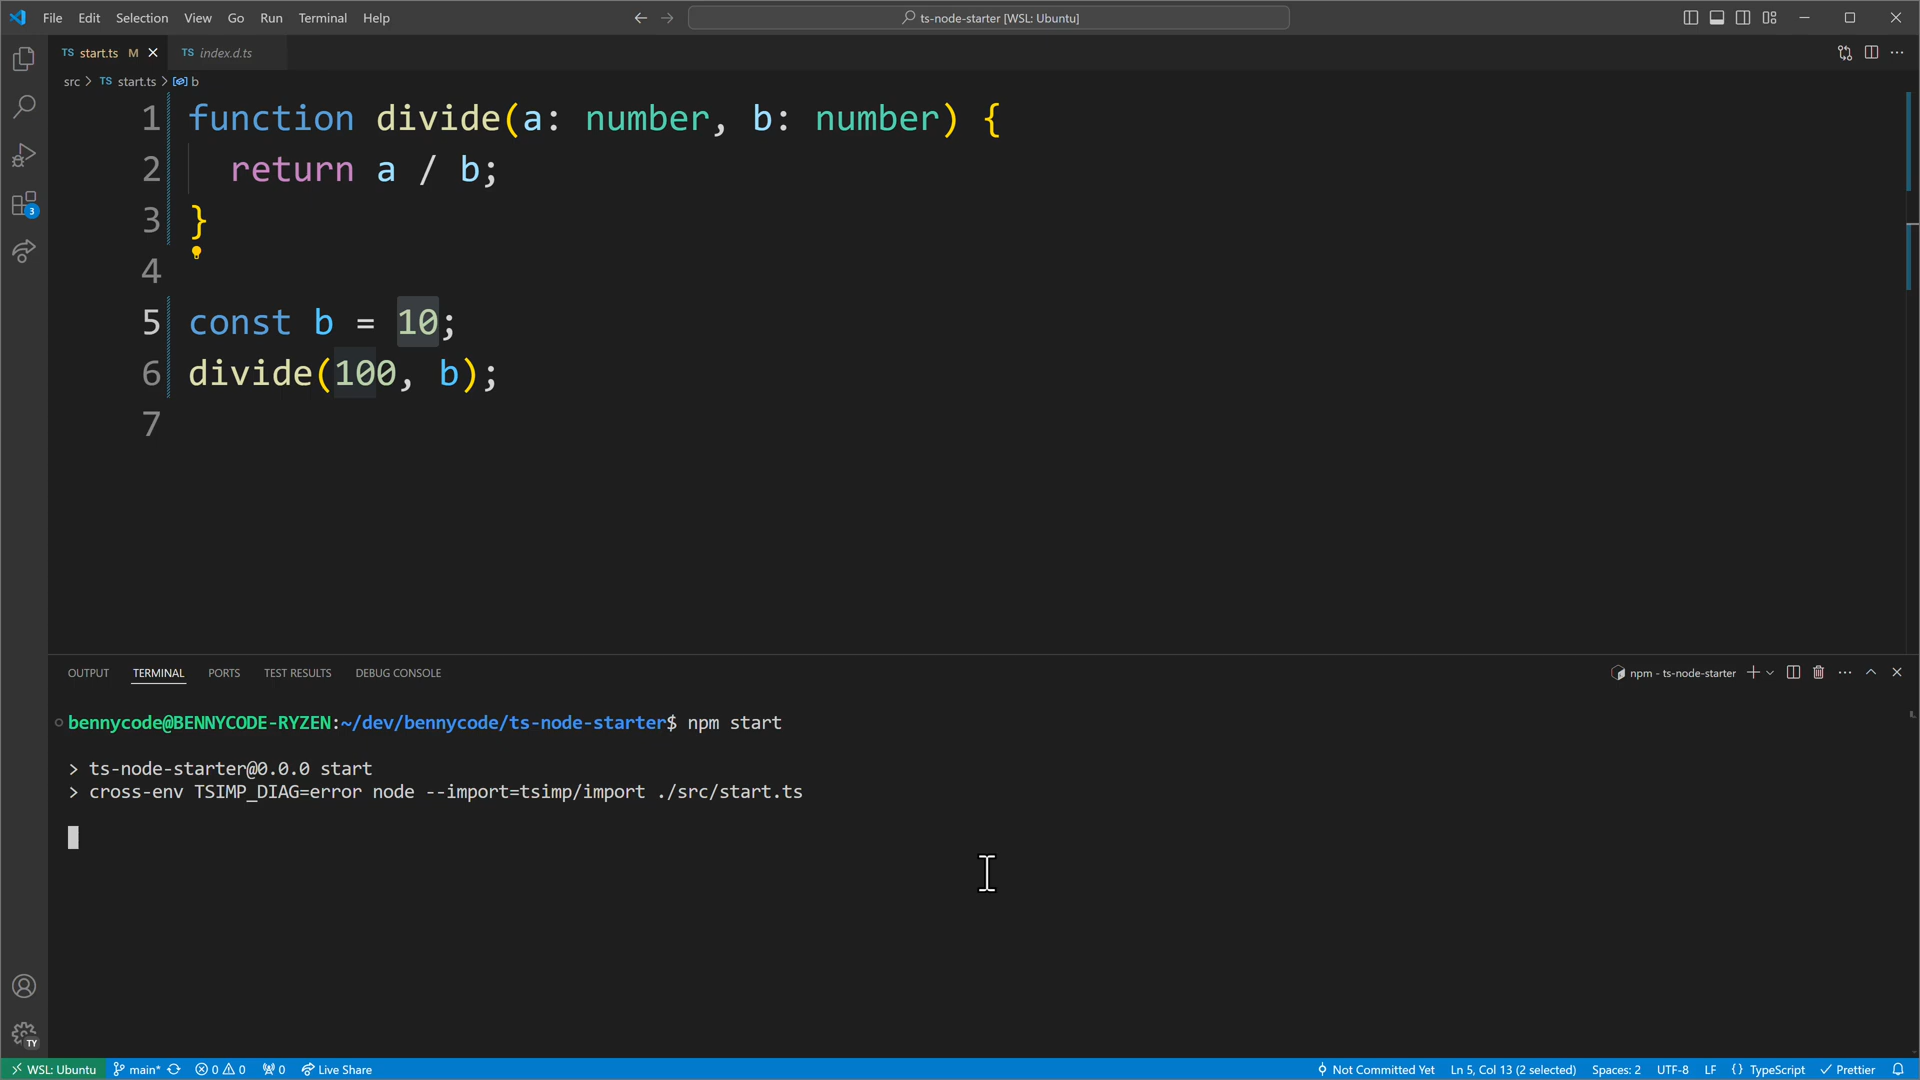 File Edit Selection View Go Run Terminal Help
ts-node-starter [WSL: Ubuntu]
TS start.ts M
TS index.d.ts
src > TS start.ts > b
1 function divide(a: number, b: number) {
2 return a / b;
3 }
4
5 const b = 10;
6 divide(100, b);
7
3
OUTPUT TERMINAL PORTS TEST RESULTS DEBUG CONSOLE
npm - ts-node-starter
bennycode@BENNYCODE-RYZEN:~/dev/bennycode/ts-node-starter$ npm start
> ts-node-starter@0.0.0 start
> cross-env TSIMP_DIAG=error node --import=tsimp/import ./src/start.ts
TY
WSL: Ubuntu main* 0 0 0 Live Share
Not Committed Yet Ln 5, Col 13 (2 selected) Spaces: 2 UTF-8 LF {} TypeScript Prettier